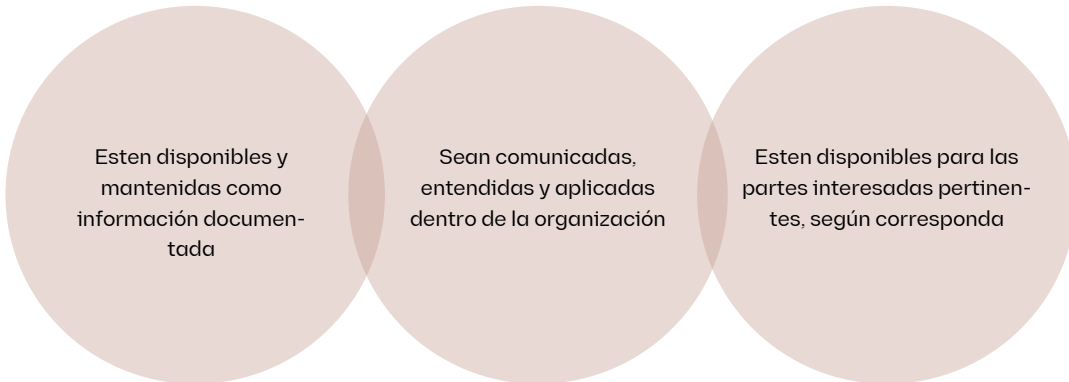 Esten disponibles y
mantenidas como
información documen-
tada
Sean comunicadas,
entendidas y aplicadas
dentro de la organización
Esten disponibles para las
partes interesadas pertinen-
tes, según corresponda